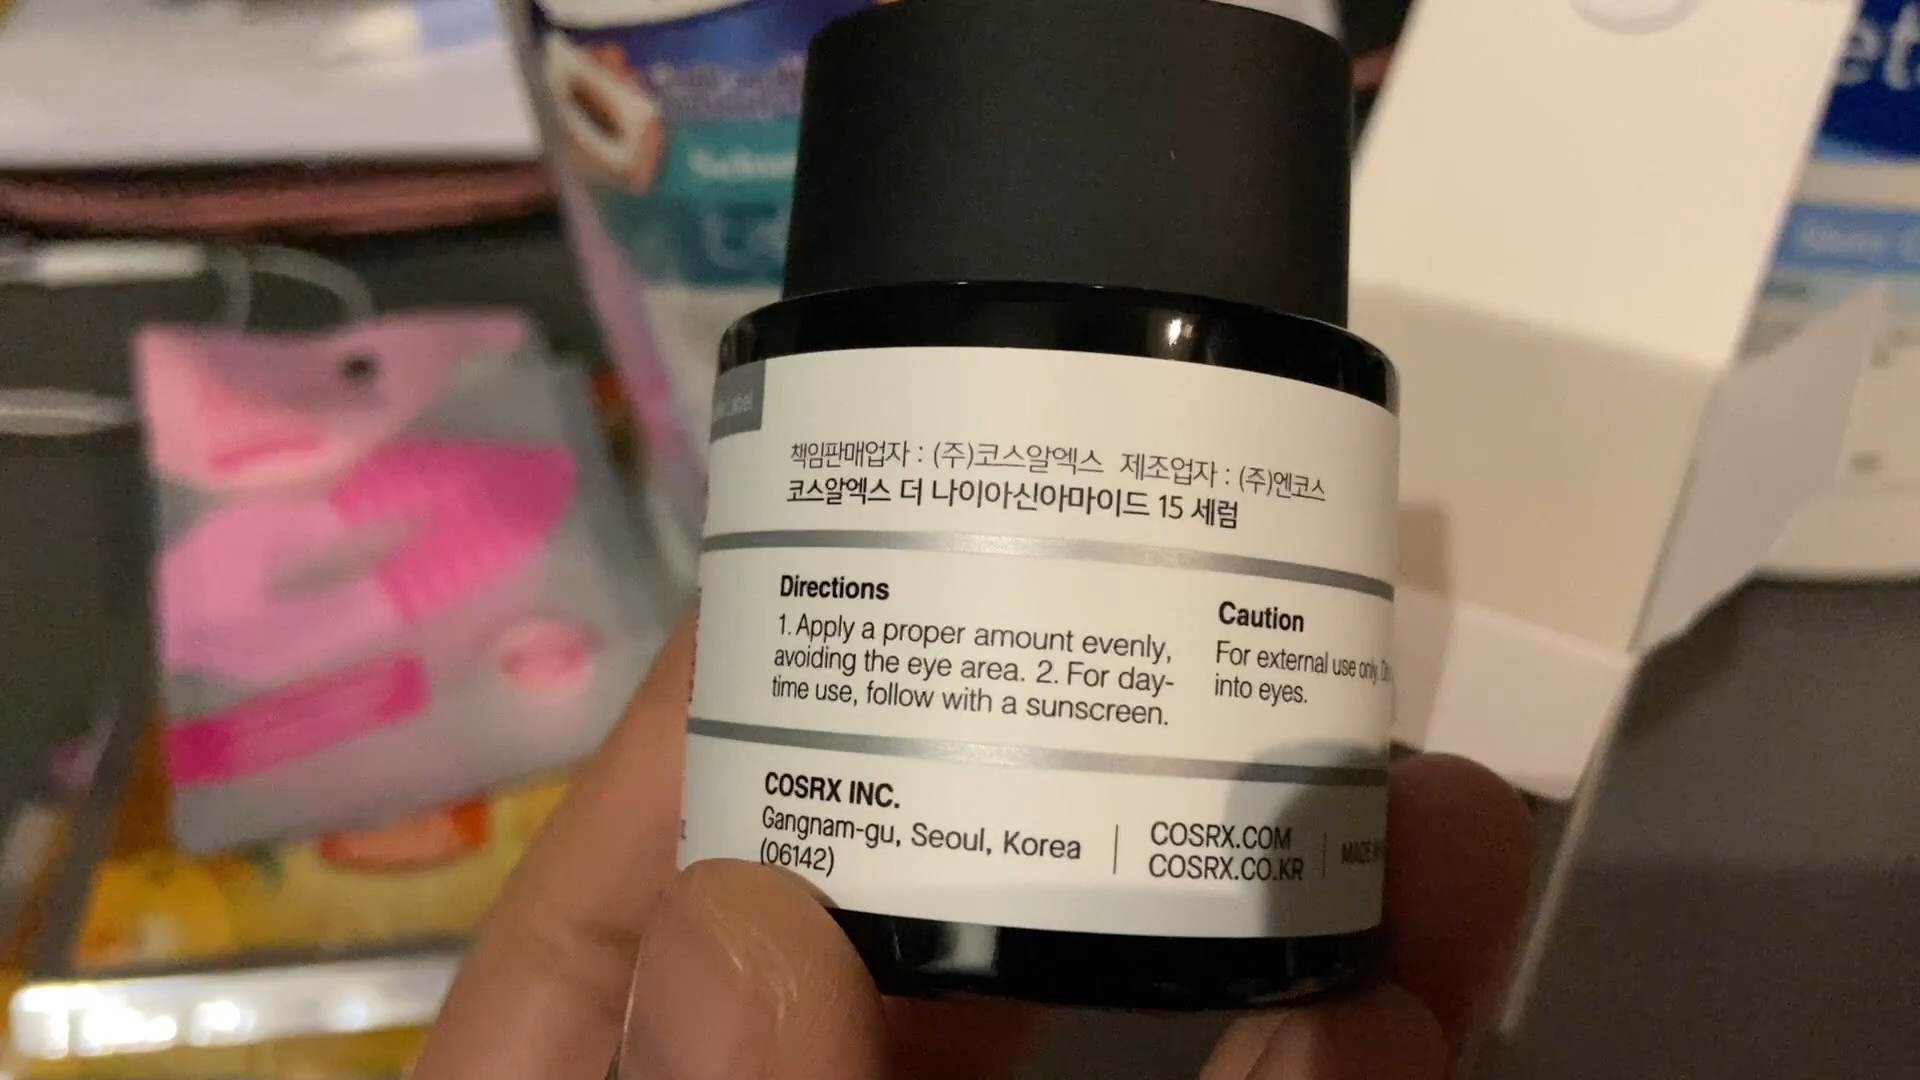 책임판매업자 : (주)코스알엑스 제조업자 : (주)엔코스
코스알엑스 더 나이아신아마이드 15 세럼
Directions
1. Apply a proper amount evenly,
avoiding the eye area. 2. For day-
time use, follow with a sunscreen.
Caution
For external use only.
into eyes.
COSRX INC.
Gangnam-gu, Seoul, Korea
(06142)
COSRX.COM
COSRX.CO.KR
MADE